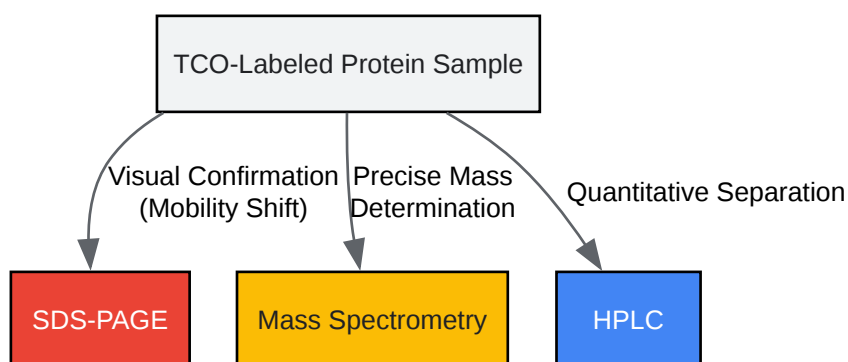 TCO-Labeled Protein Sample
Visual Confirmation
(Mobility Shift)
Precise Mass
Determination
Quantitative Separation
SDS-PAGE
Mass Spectrometry
HPLC